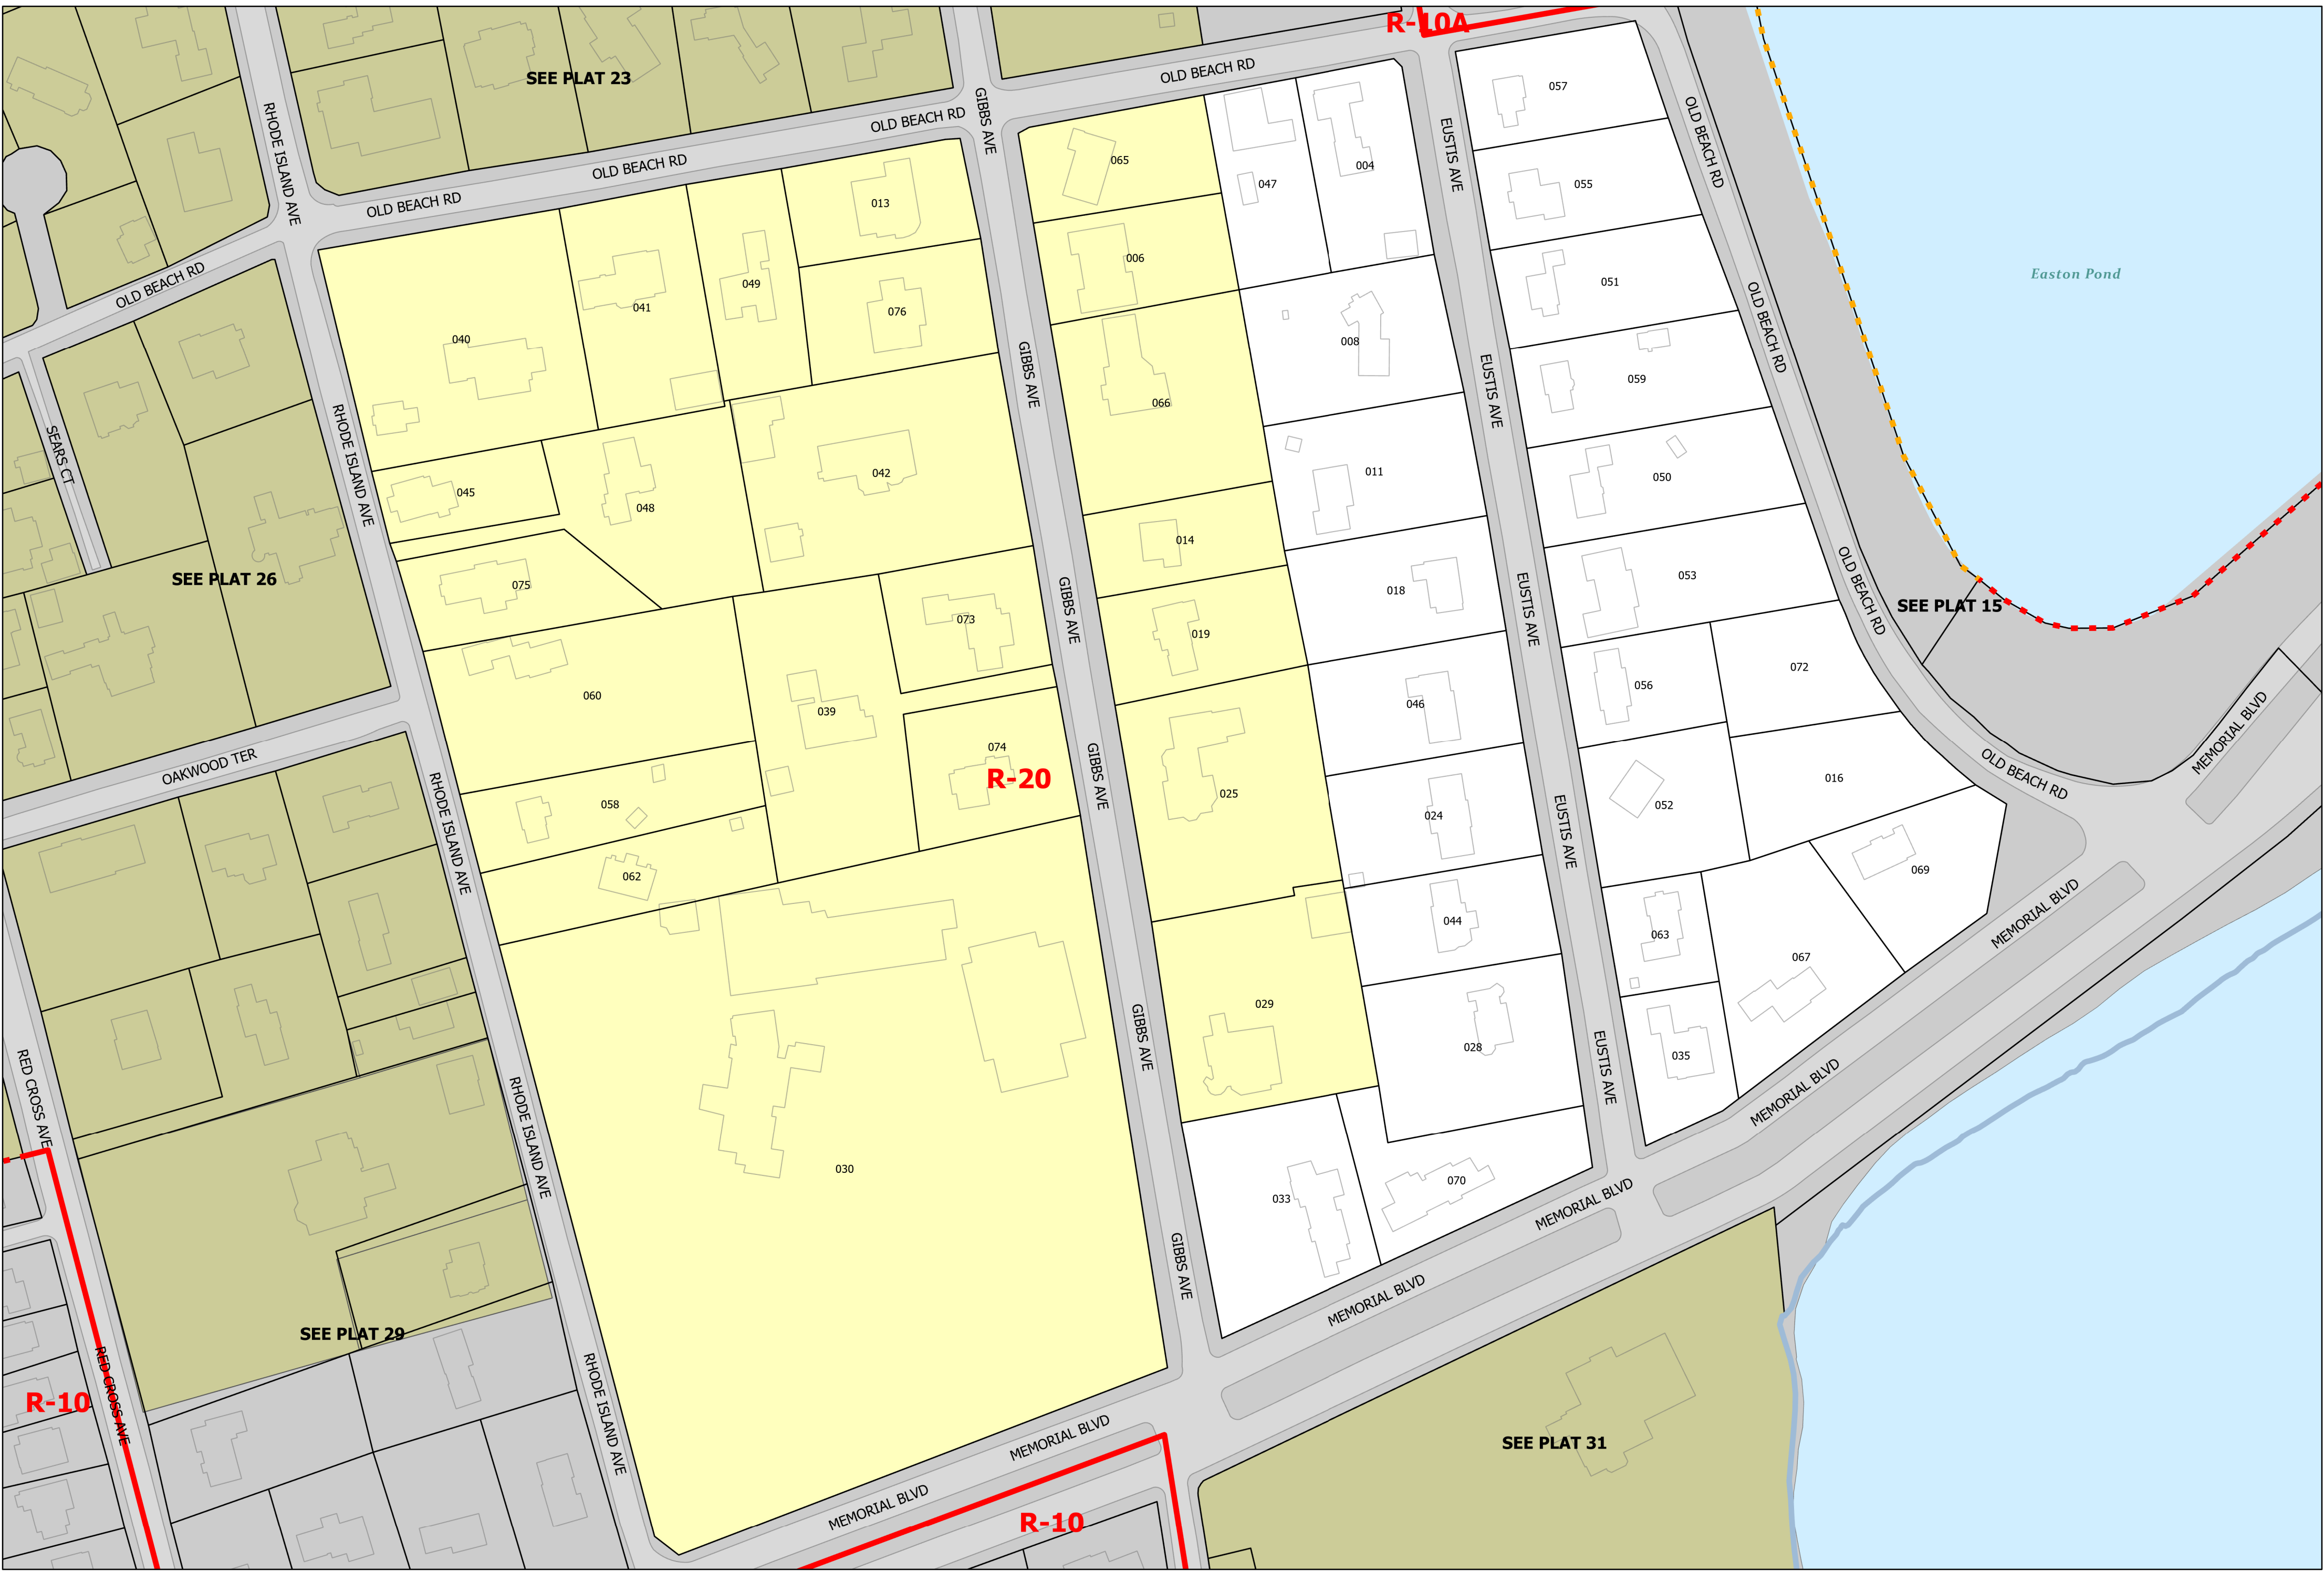 R-10A
OLD BEACH RD
SEE PLAT 23
057
OLD BEACH RD
GIBBS AVE
RHODE ISLAND AVE
OLD BEACH RD
EUSTIS AVE
OLD BEACH RD
065
004
OLD BEACH RD
047
055
013
OLD BEACH RD
006
Easton Pond
OLD BEACH RD
049
051
041
076
OLD BEACH RD
040
008
GIBBS AVE
EUSTIS AVE
059
066
RHODE ISLAND AVE
SEARS CT
011
042
050
045
048
014
SEE PLAT 26
075
053
018
OLD BEACH RD
SEE PLAT 15
GIBBS AVE
EUSTIS AVE
073
019
072
060
056
046
039
MEMORIAL BLVD
074
R-20
OAKWOOD TER
GIBBS AVE
016
OLD BEACH RD
025
058
052
024
RHODE ISLAND AVE
EUSTIS AVE
062
069
044
MEMORIAL BLVD
063
067
029
GIBBS AVE
028
035
EUSTIS AVE
MEMORIAL BLVD
RED CROSS AVE
RHODE ISLAND AVE
030
070
033
MEMORIAL BLVD
GIBBS AVE
MEMORIAL BLVD
SEE PLAT 29
RED CROSS AVE
R-10
RHODE ISLAND AVE
MEMORIAL BLVD
SEE PLAT 31
MEMORIAL BLVD
R-10